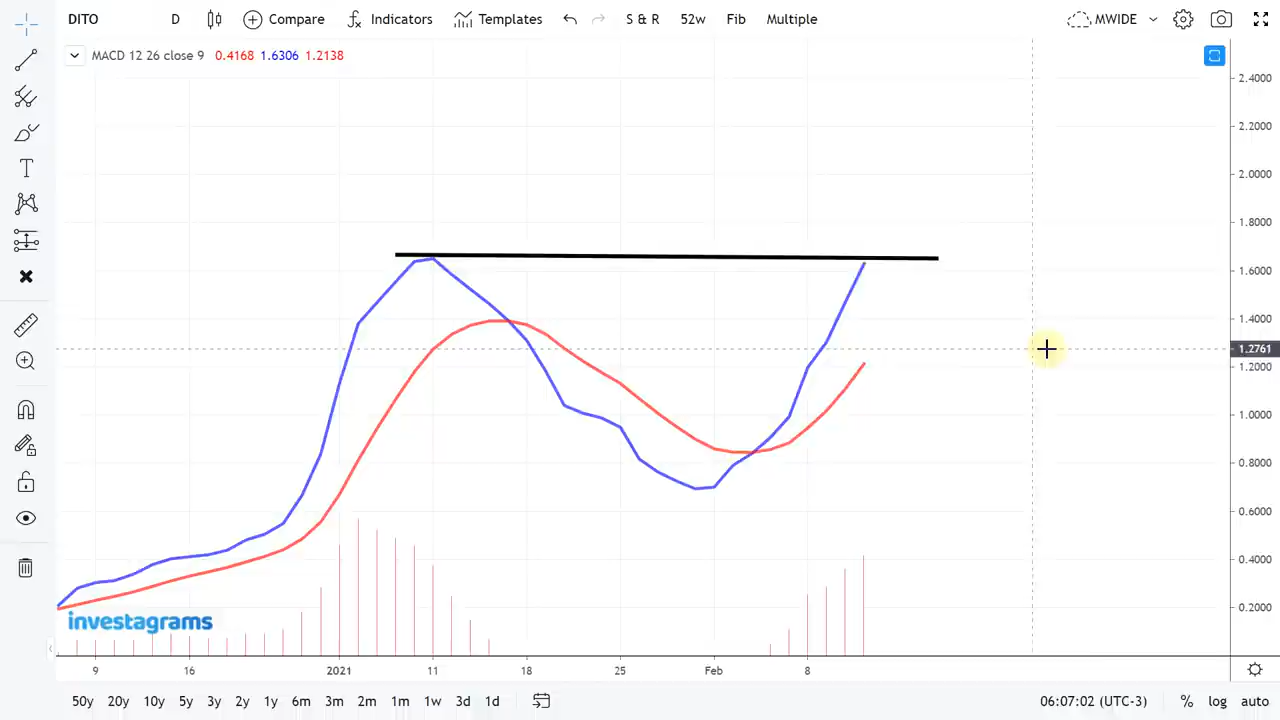 DITO D Compare Indicators Templates S & R 52w Fib Multiple MWIDE
MACD 12 26 close 9 0.4168 1.6306 1.2138
2.4000
2.2000
2.0000
1.8000
1.6000
1.4000
1.2761
1.2000
1.0000
0.8000
0.6000
0.4000
0.2000
investagrams
9 16 2021 11 18 25 Feb 8
50y 20y 10y 5y 3y 2y 1y 6m 3m 2m 1m 1w 3d 1d 06:07:02 (UTC-3) % log auto